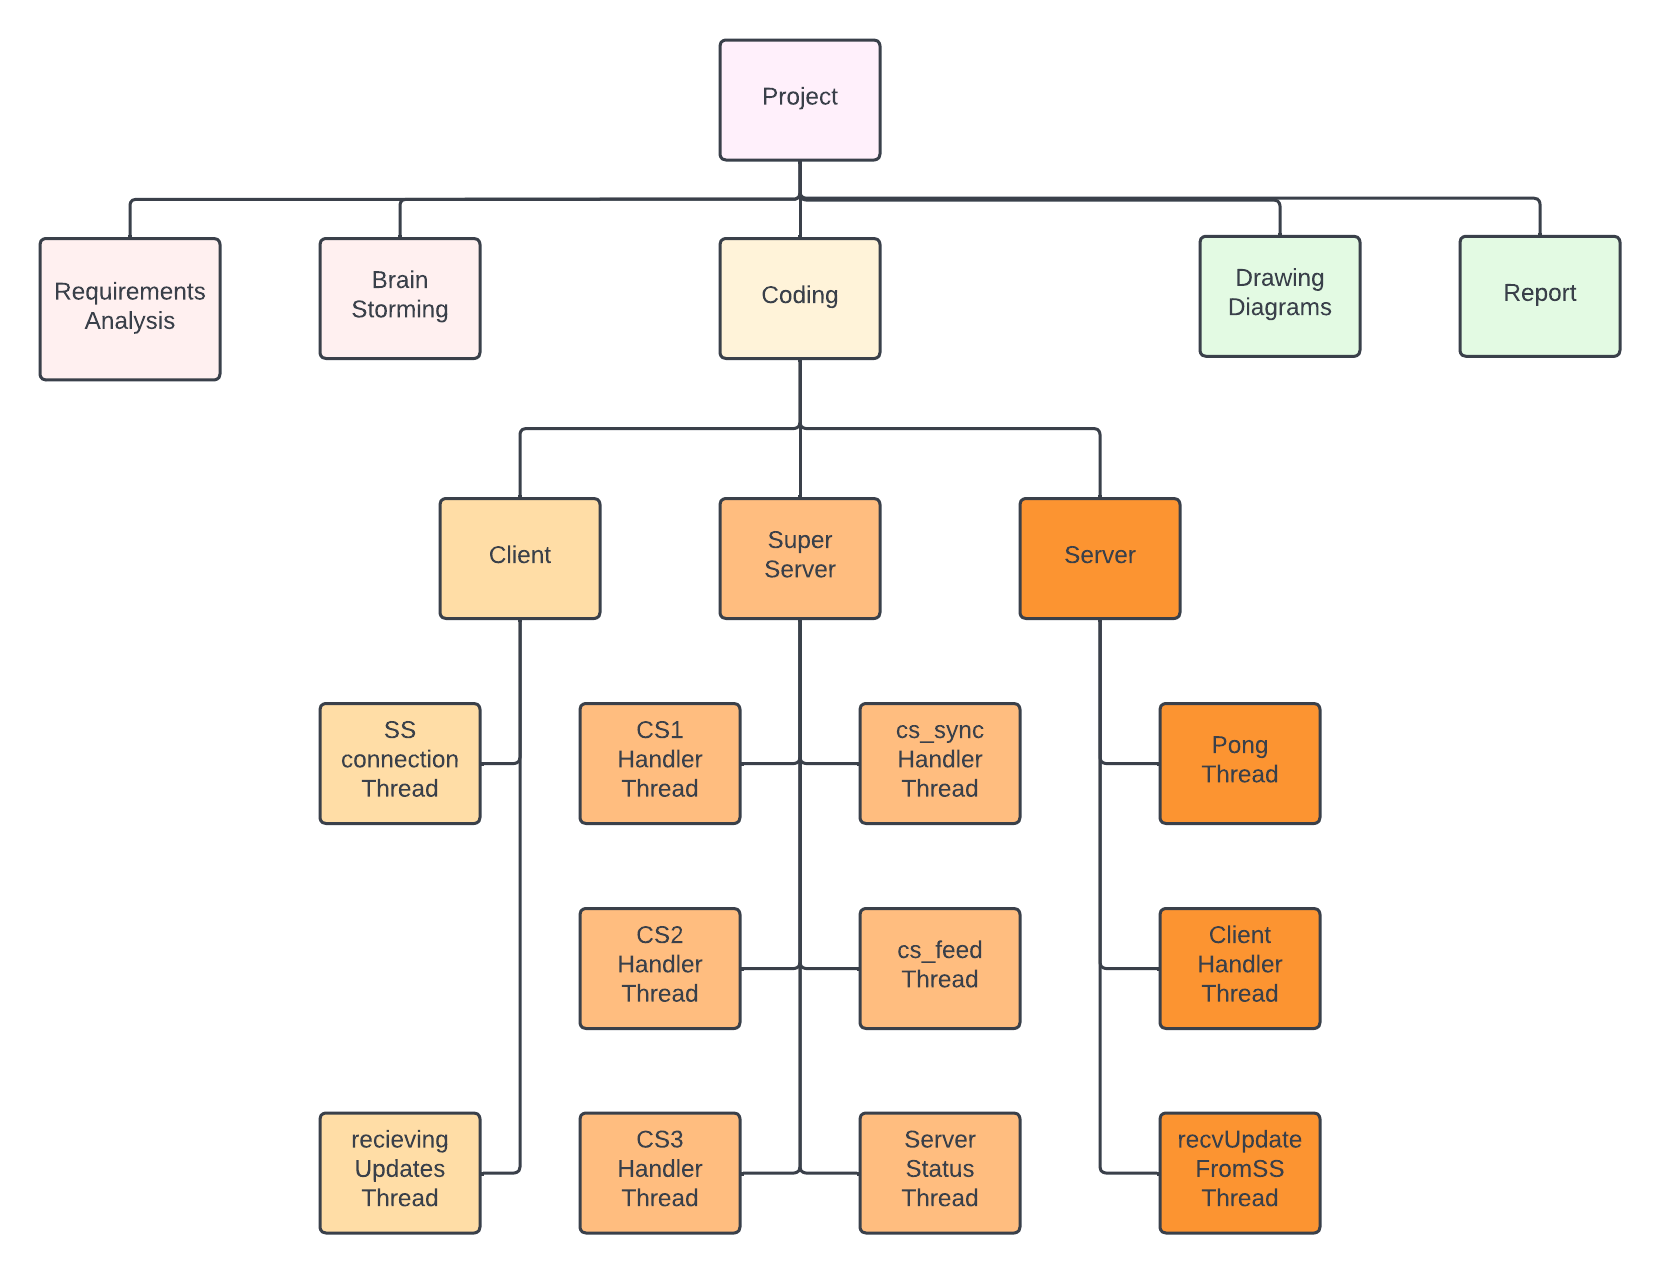 Project
Requirements
Analysis
Brain
Storming
Coding
Drawing
Diagrams
Report
Client
Super
Server
Server
SS
connection
Thread
CS1
Handler
Thread
cs_sync
Handler
Thread
Pong
Thread
CS2
Handler
Thread
cs_feed
Thread
Client
Handler
Thread
recieving
Updates
Thread
CS3
Handler
Thread
Server
Status
Thread
recvUpdate
FromSS
Thread